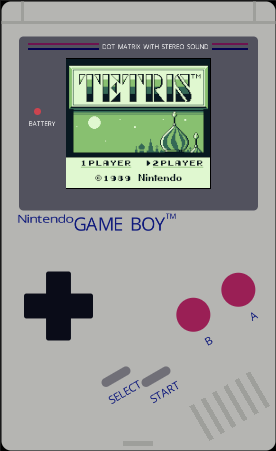 DOT MATRIX WITH STEREO SOUND
TETRIS™
BATTERY
1PLAYER ▶2PLAYER
©1989 Nintendo
Nintendo GAME BOY™
B
A
SELECT
START